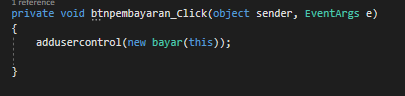 1 reference
private void btnpembayaran_Click(object sender, EventArgs e)
{
addusercontrol(new bayar(this));
}